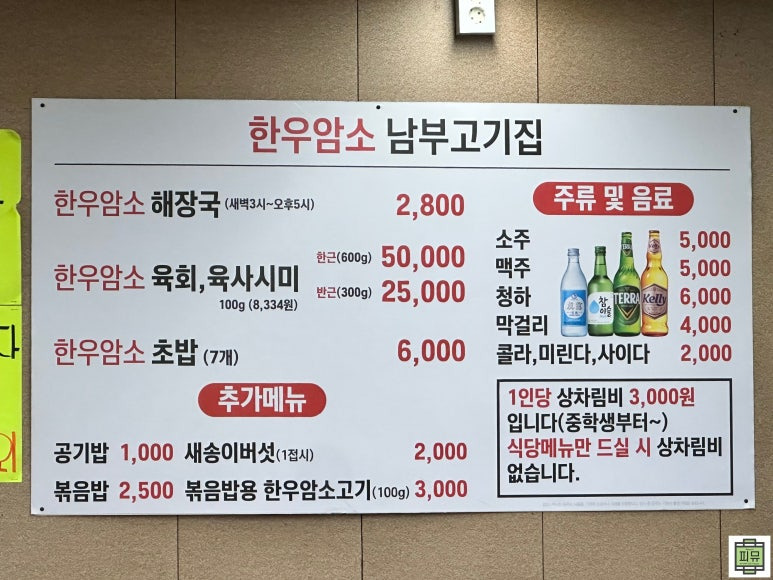 한우암소 남부고기집
한우암소 해장국 (새벽3시~오후5시) 2,800
한우암소 육회,육사시미
100g (8,334원)
한근(600g) 50,000
반근(300g) 25,000
한우암소 초밥 (7개) 6,000
추가메뉴
공기밥 1,000 새송이버섯(1접시) 2,000
볶음밥 2,500 볶음밥용 한우암소고기(100g) 3,000
주류 및 음료
소주 5,000
맥주 5,000
청하 6,000
막걸리 4,000
콜라,미린다,사이다 2,000
참이슬
TERRA
Kelly
1인당 상차림비 3,000원
입니다(중학생부터~)
식당메뉴만 드실 시 상차림비
없습니다.
피뮤